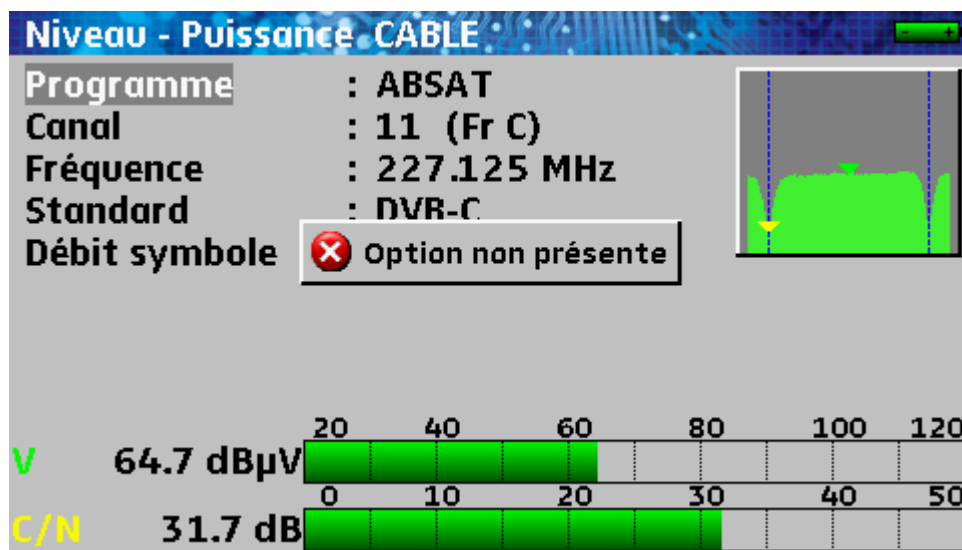 Niveau - Puissance CABLE
- +
Programme : ABSAT
Canal : 11 (Fr C)
Fréquence : 227.125 MHz
Standard : DVB-C
Débit symbole
Option non présente
20 40 60 80 100 120
V 64.7 dBµV
0 10 20 30 40 50
C/N 31.7 dB